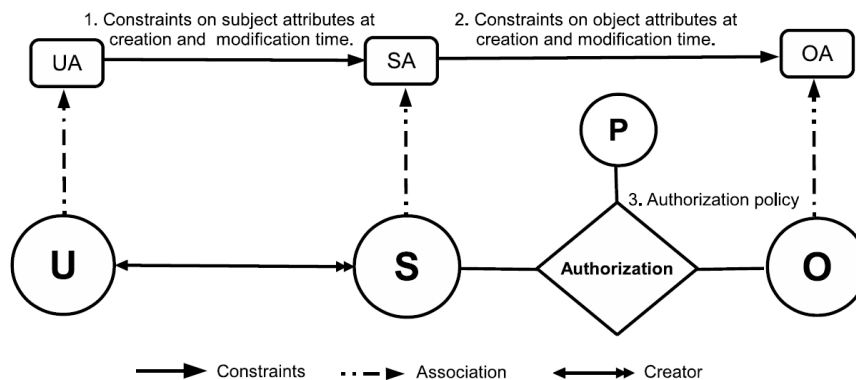 1. Constraints on subject attributes at
creation and modification time.
2. Constraints on object attributes at
creation and modification time.
UA
SA
OA
P
3. Authorization policy
U
S
Authorization
O
Constraints
Association
Creator